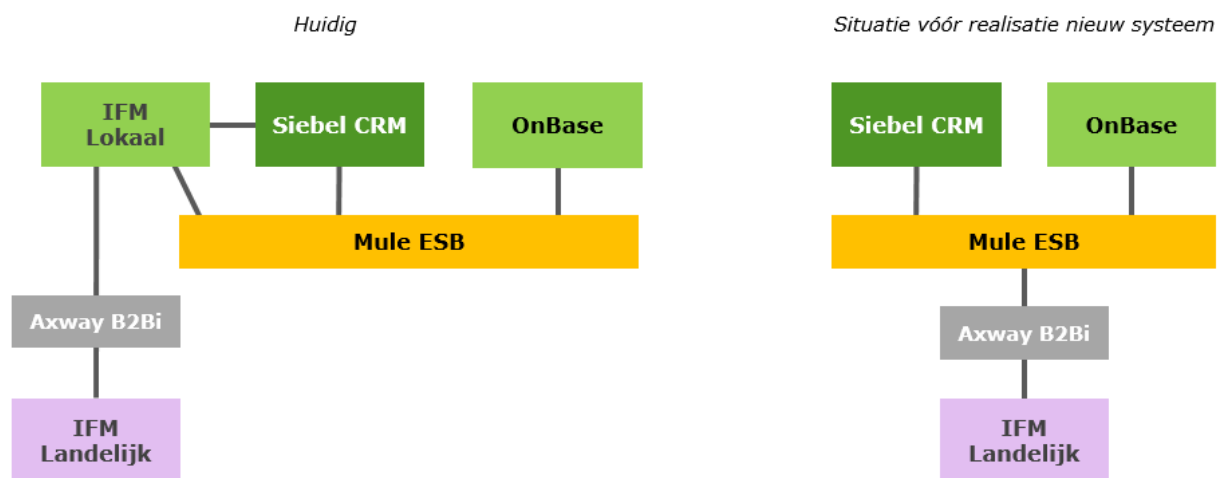 Huidig
IFM
Lokaal
Siebel CRM
OnBase
Mule ESB
Axway B2Bi
IFM
Landelijk
Situatie vóór realisatie nieuw systeem
Siebel CRM
OnBase
Mule ESB
Axway B2Bi
IFM
Landelijk